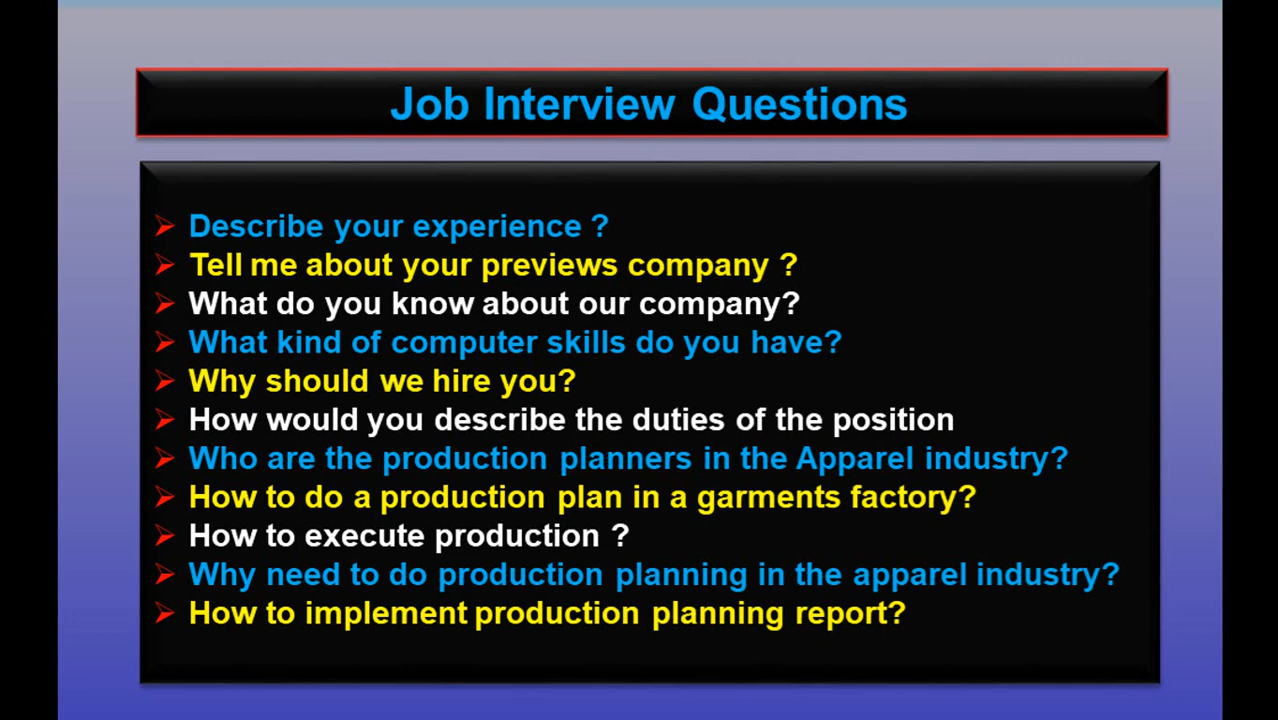 Job Interview Questions
Describe your experience ?
Tell me about your previews company ?
What do you know about our company?
What kind of computer skills do you have?
Why should we hire you?
How would you describe the duties of the position
Who are the production planners in the Apparel industry?
How to do a production plan in a garments factory?
How to execute production ?
Why need to do production planning in the apparel industry?
How to implement production planning report?